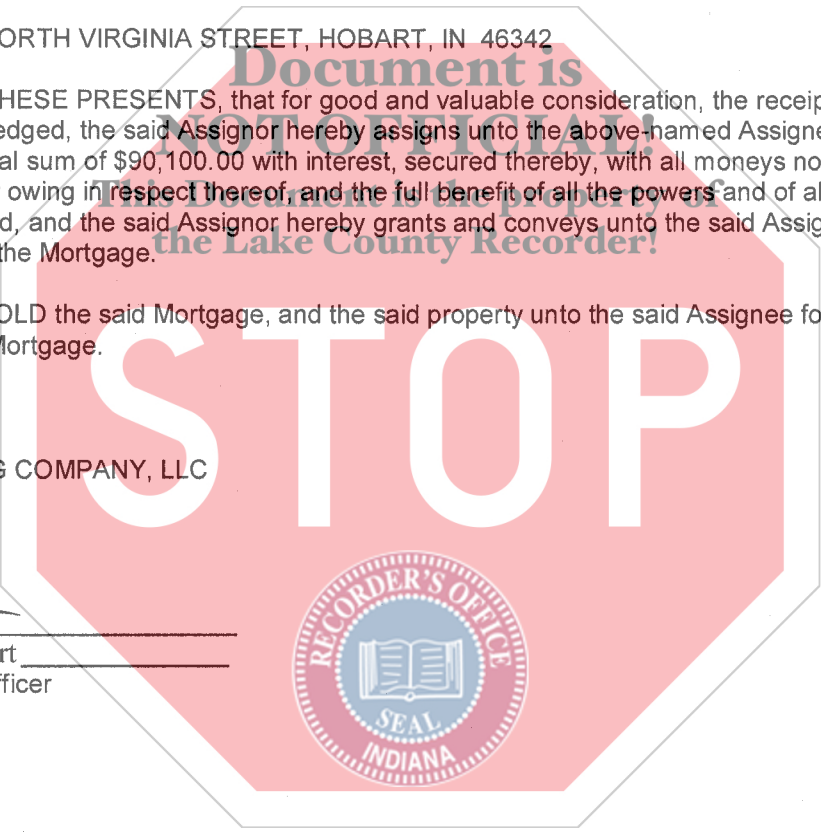 ORTH VIRGINIA STREET, HOBART, IN 46342
Document is
HESE PRESENTS, that for good and valuable consideration, the receip
NOT OFFICIAL!
edged, the said Assignor hereby assigns unto the above-named Assigne
al sum of $90,100.00 with interest, secured thereby, with all moneys no
This Document is the property of
owing in respect thereof, and the full benefit of all the powers and of al
d, and the said Assignor hereby grants and conveys unto the said Assig
the Lake County Recorder!
the Mortgage.
OLD the said Mortgage, and the said property unto the said Assignee fo
Mortgage.
STOP
G COMPANY, LLC
RECORDER'S OFFICE
SEAL
INDIANA
rt
fficer